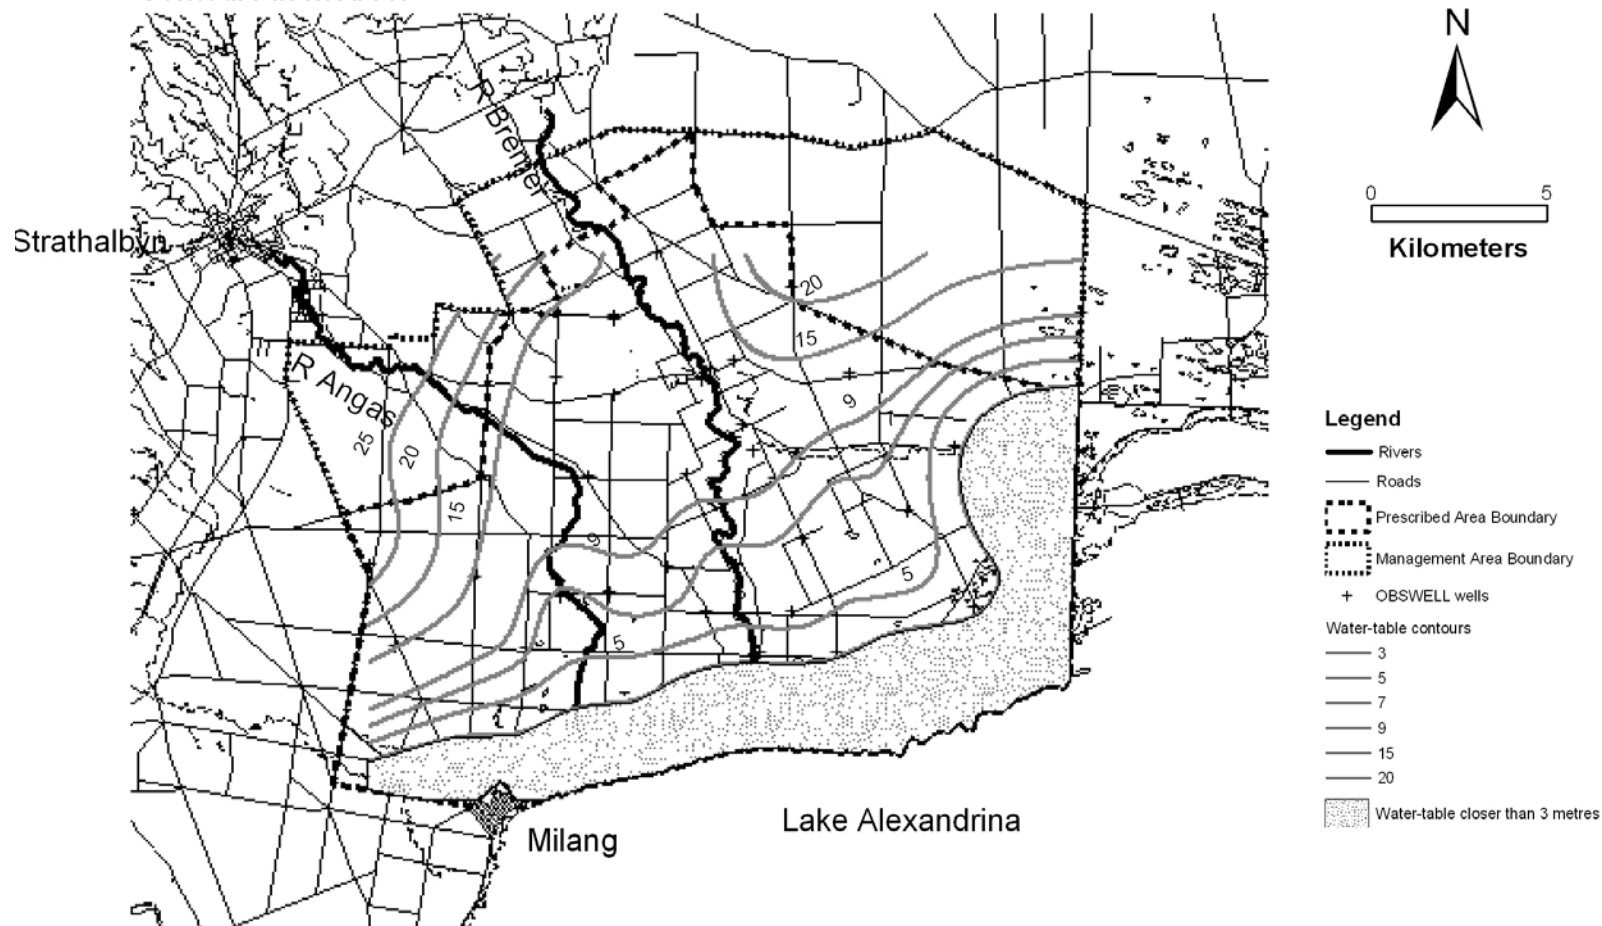 N
0 5
Kilometers
R Bremer
Strathalbyn
R Angas
25
20
15
20
15
9
9
5
5
Milang
Lake Alexandrina
Legend
Rivers
Roads
Prescribed Area Boundary
Management Area Boundary
OBSWELL wells
Water-table contours
3
5
7
9
15
20
Water-table closer than 3 metres